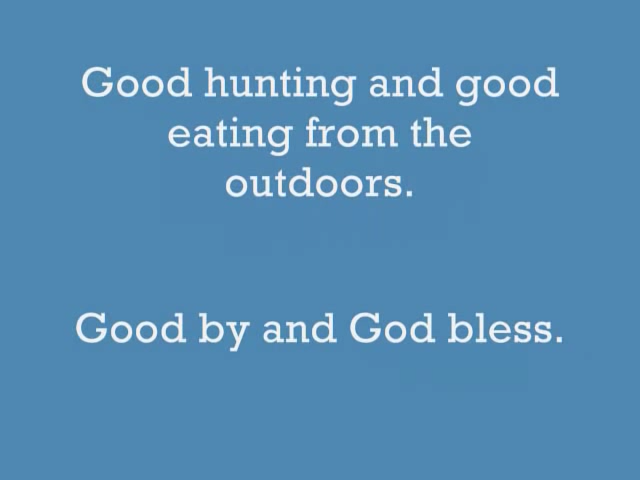 Good hunting and good
eating from the
outdoors.
Good by and God bless.